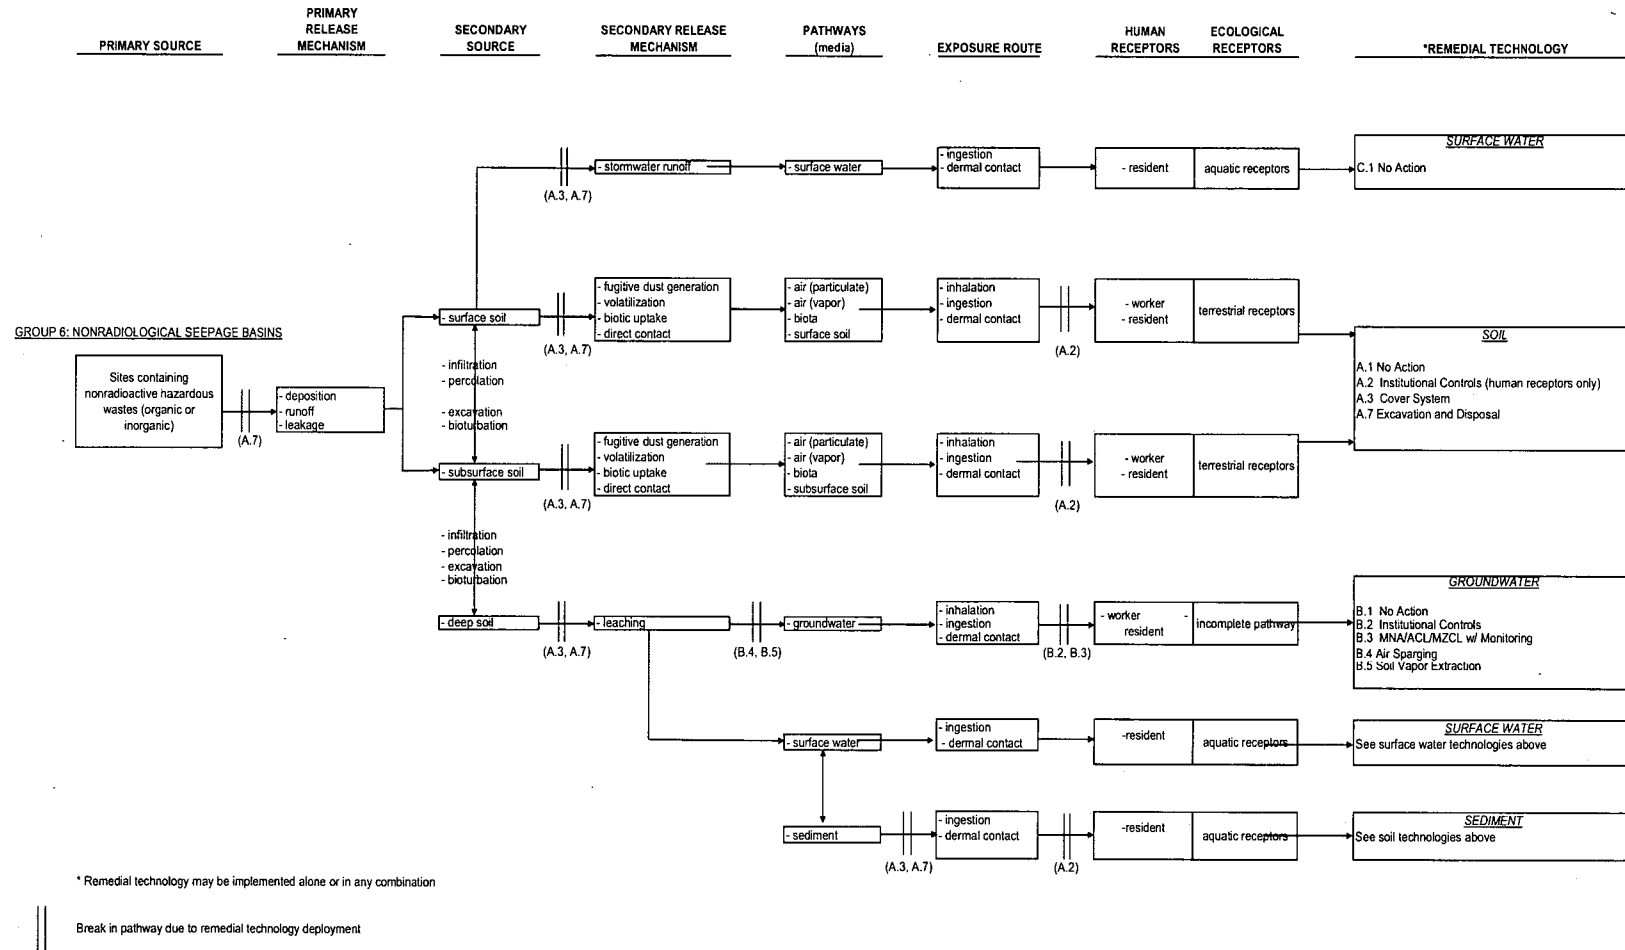 PRIMARY SOURCE
PRIMARY
RELEASE
MECHANISM
SECONDARY
SOURCE
SECONDARY RELEASE
MECHANISM
PATHWAYS
(media)
EXPOSURE ROUTE
HUMAN
RECEPTORS
ECOLOGICAL
RECEPTORS
*REMEDIAL TECHNOLOGY
(A.3, A.7)
- stormwater runoff
- surface water
- ingestion
- dermal contact
- resident
aquatic receptors
SURFACE WATER
C.1 No Action
GROUP 6: NONRADIOLOGICAL SEEPAGE BASINS
Sites containing
nonradioactive hazardous
wastes (organic or
inorganic)
(A.7)
- deposition
- runoff
- leakage
- surface soil
(A.3, A.7)
- fugitive dust generation
- volatilization
- biotic uptake
- direct contact
- air (particulate)
- air (vapor)
- biota
- surface soil
- inhalation
- ingestion
- dermal contact
(A.2)
- worker
- resident
terrestrial receptors
SOIL
A.1 No Action
A.2 Institutional Controls (human receptors only)
A.3 Cover System
A.7 Excavation and Disposal
- infiltration
- percolation
- excavation
- bioturbation
- subsurface soil
(A.3, A.7)
- fugitive dust generation
- volatilization
- biotic uptake
- direct contact
- air (particulate)
- air (vapor)
- biota
- subsurface soil
- inhalation
- ingestion
- dermal contact
(A.2)
- worker
- resident
terrestrial receptors
- infiltration
- percolation
- excavation
- bioturbation
- deep soil
(A.3, A.7)
- leaching
(B.4, B.5)
- groundwater
- inhalation
- ingestion
- dermal contact
(B.2, B.3)
- worker -
resident
incomplete pathway
GROUNDWATER
B.1 No Action
B.2 Institutional Controls
B.3 MNA/ACL/MZCL w/ Monitoring
B.4 Air Sparging
B.5 Soil Vapor Extraction
- surface water
- ingestion
- dermal contact
-resident
aquatic receptors
SURFACE WATER
See surface water technologies above
- sediment
(A.3, A.7)
- ingestion
- dermal contact
(A.2)
-resident
aquatic receptors
SEDIMENT
See soil technologies above
* Remedial technology may be implemented alone or in any combination
Break in pathway due to remedial technology deployment